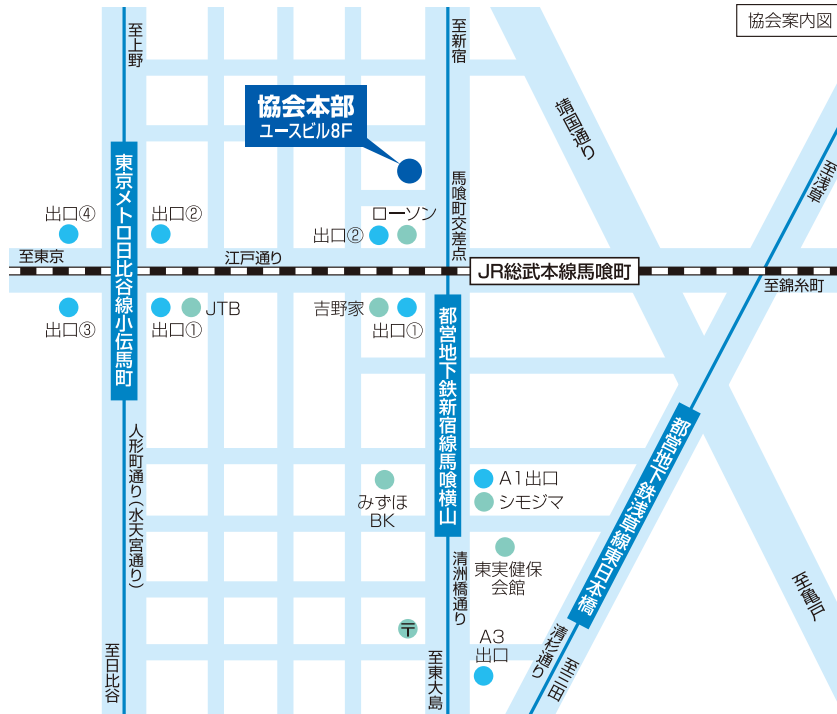 協会案内図
至上野
至新宿
協会本部
ユースビル8F
靖国通り
至浅草
東京メトロ日比谷線小伝馬町
馬喰町交差点
出口④
出口②
ローソン
出口②
至東京
江戸通り
JR総武本線馬喰町
至錦糸町
出口③
出口①
JTB
吉野家
出口①
都営地下鉄新宿線馬喰横山
都営地下鉄浅草線東日本橋
人形町通り(水天宮通り)
A1出口
シモジマ
みずほ
BK
東実健保
会館
清洲橋通り
至亀戸
〒
A3
出口
清杉通り
至三田
至日比谷
至東大島